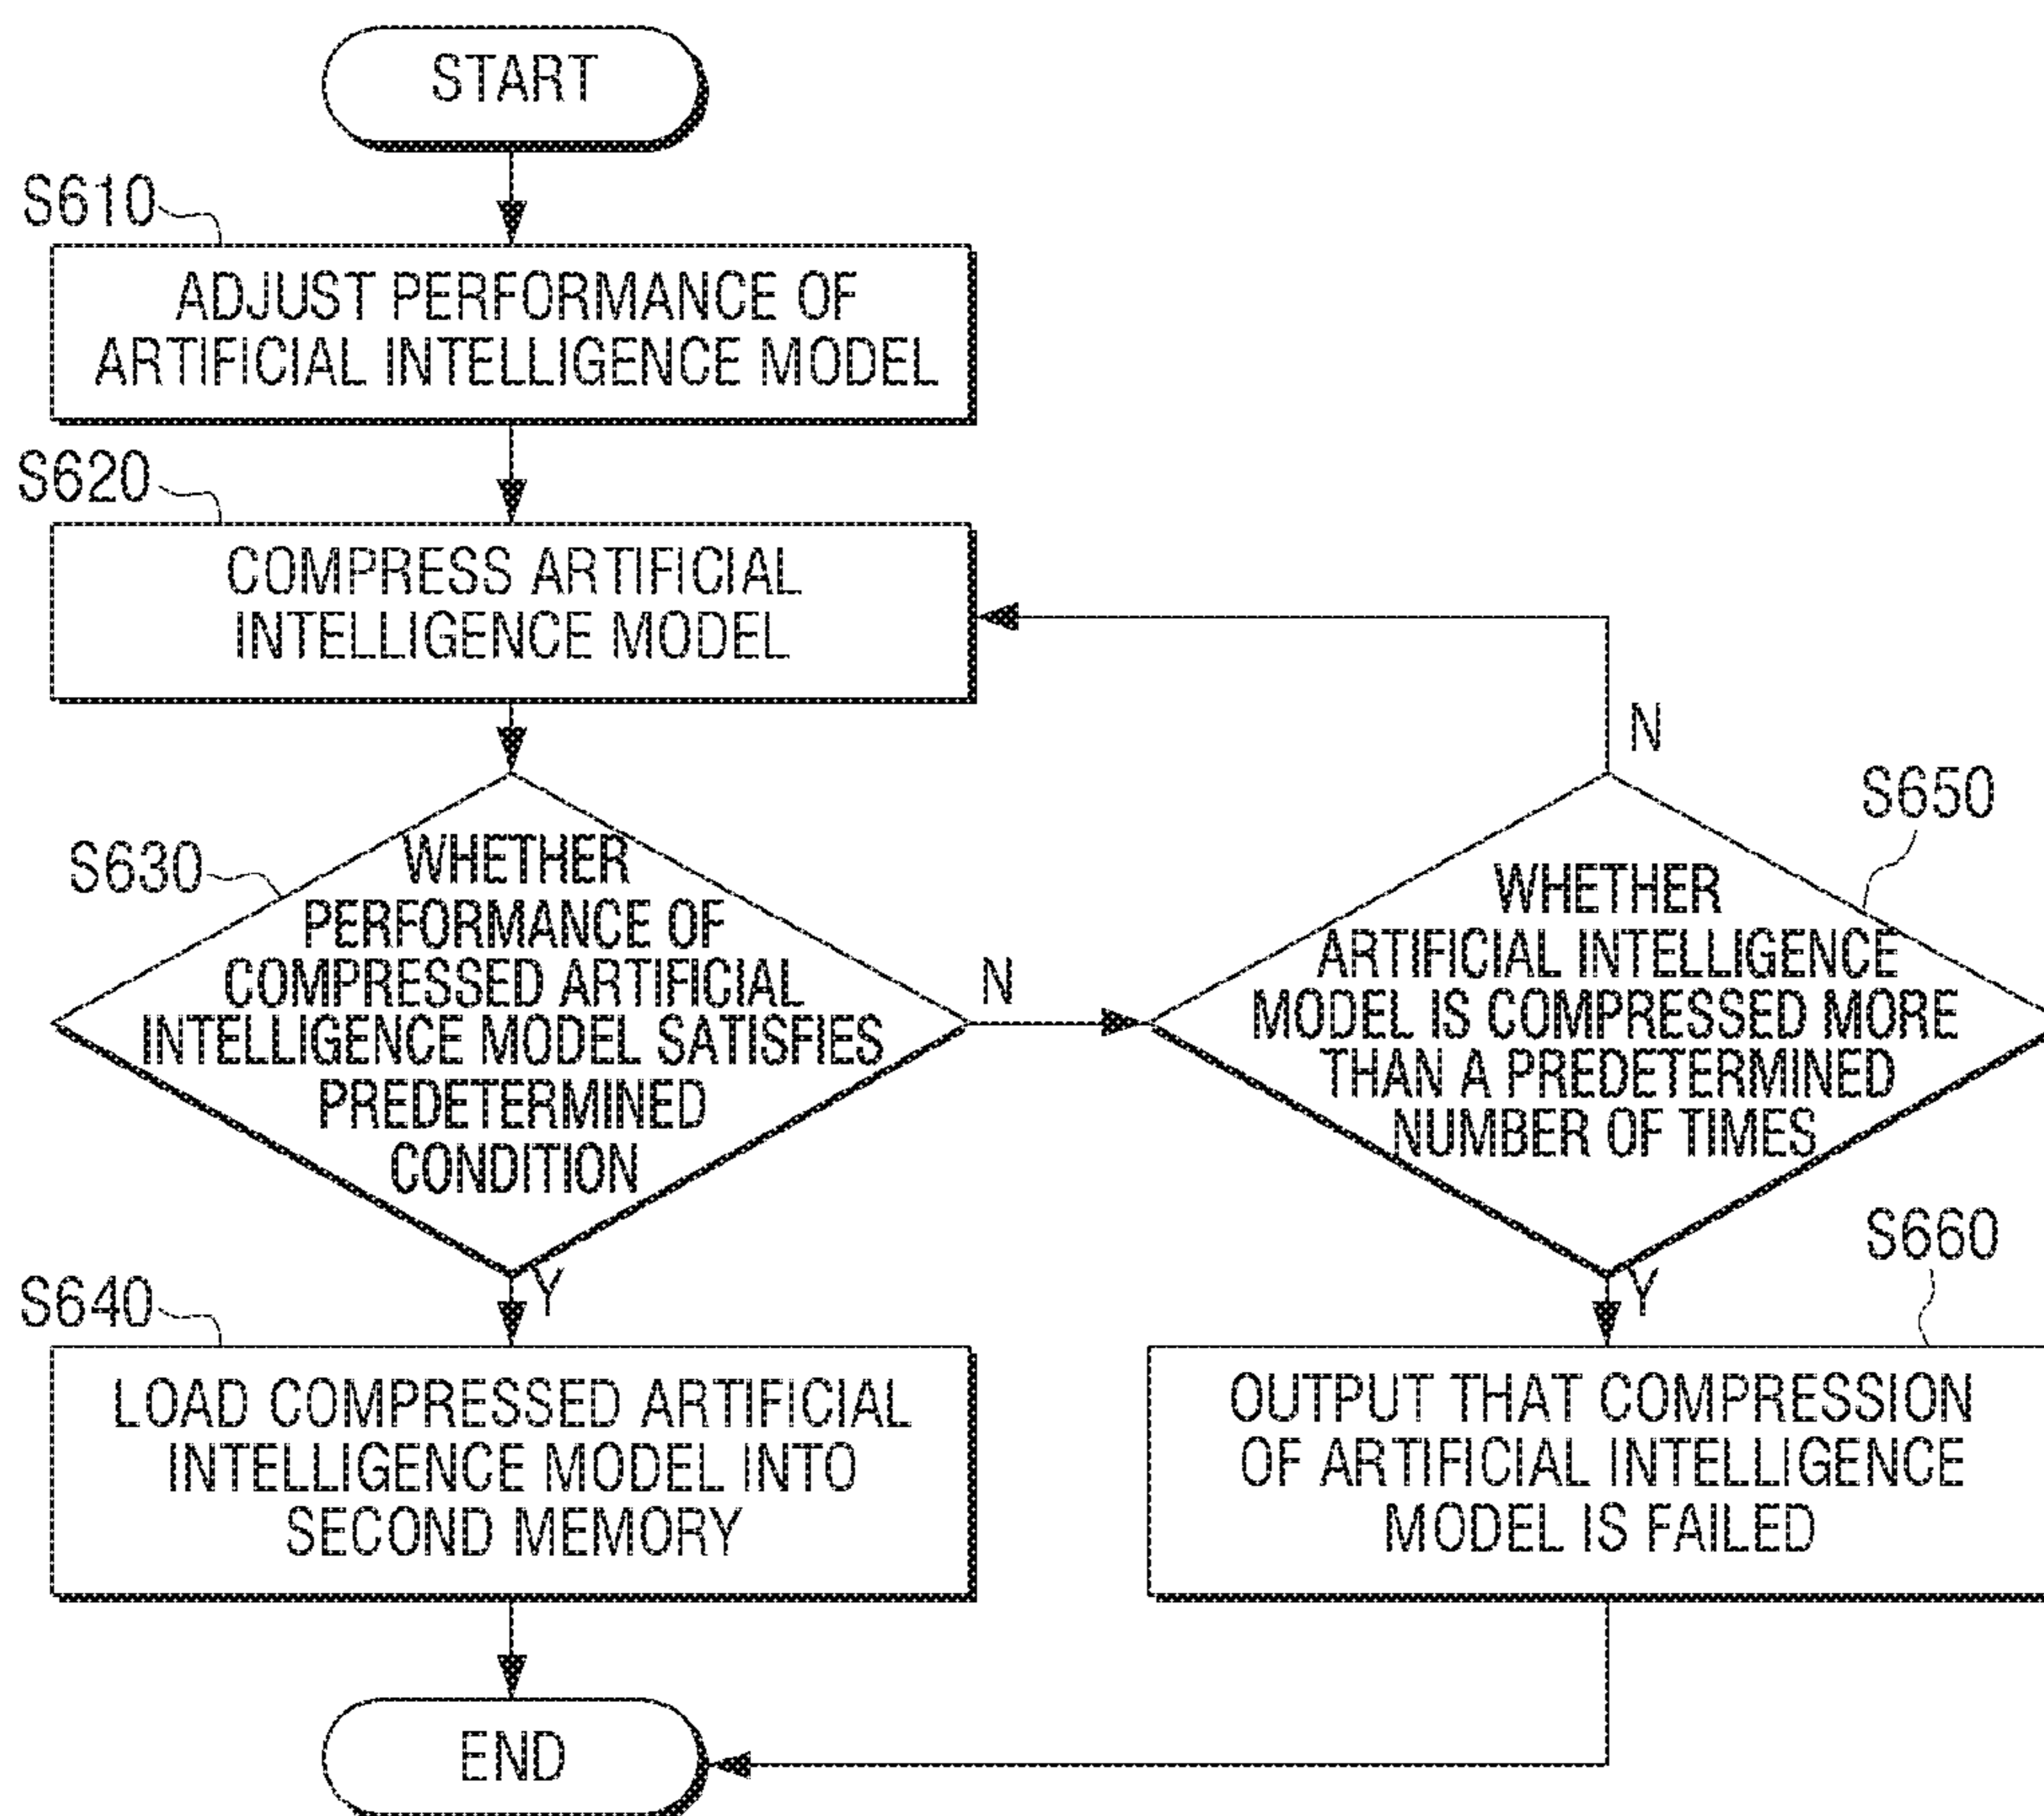 START
S610
ADJUST PERFORMANCE OF
ARTIFICIAL INTELLIGENCE MODEL
S620
COMPRESS ARTIFICIAL
INTELLIGENCE MODEL
S630
WHETHER
PERFORMANCE OF
COMPRESSED ARTIFICIAL
INTELLIGENCE MODEL SATISFIES
PREDETERMINED
CONDITION
N
Y
S650
WHETHER
ARTIFICIAL INTELLIGENCE
MODEL IS COMPRESSED MORE
THAN A PREDETERMINED
NUMBER OF TIMES
N
Y
S640
LOAD COMPRESSED ARTIFICIAL
INTELLIGENCE MODEL INTO
SECOND MEMORY
S660
OUTPUT THAT COMPRESSION
OF ARTIFICIAL INTELLIGENCE
MODEL IS FAILED
END